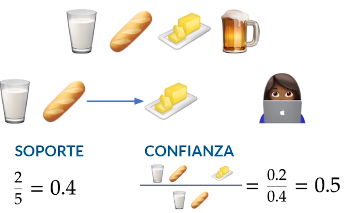 SOPORTE
CONFIANZA
2/5 = 0.4
= 0.2/0.4 = 0.5